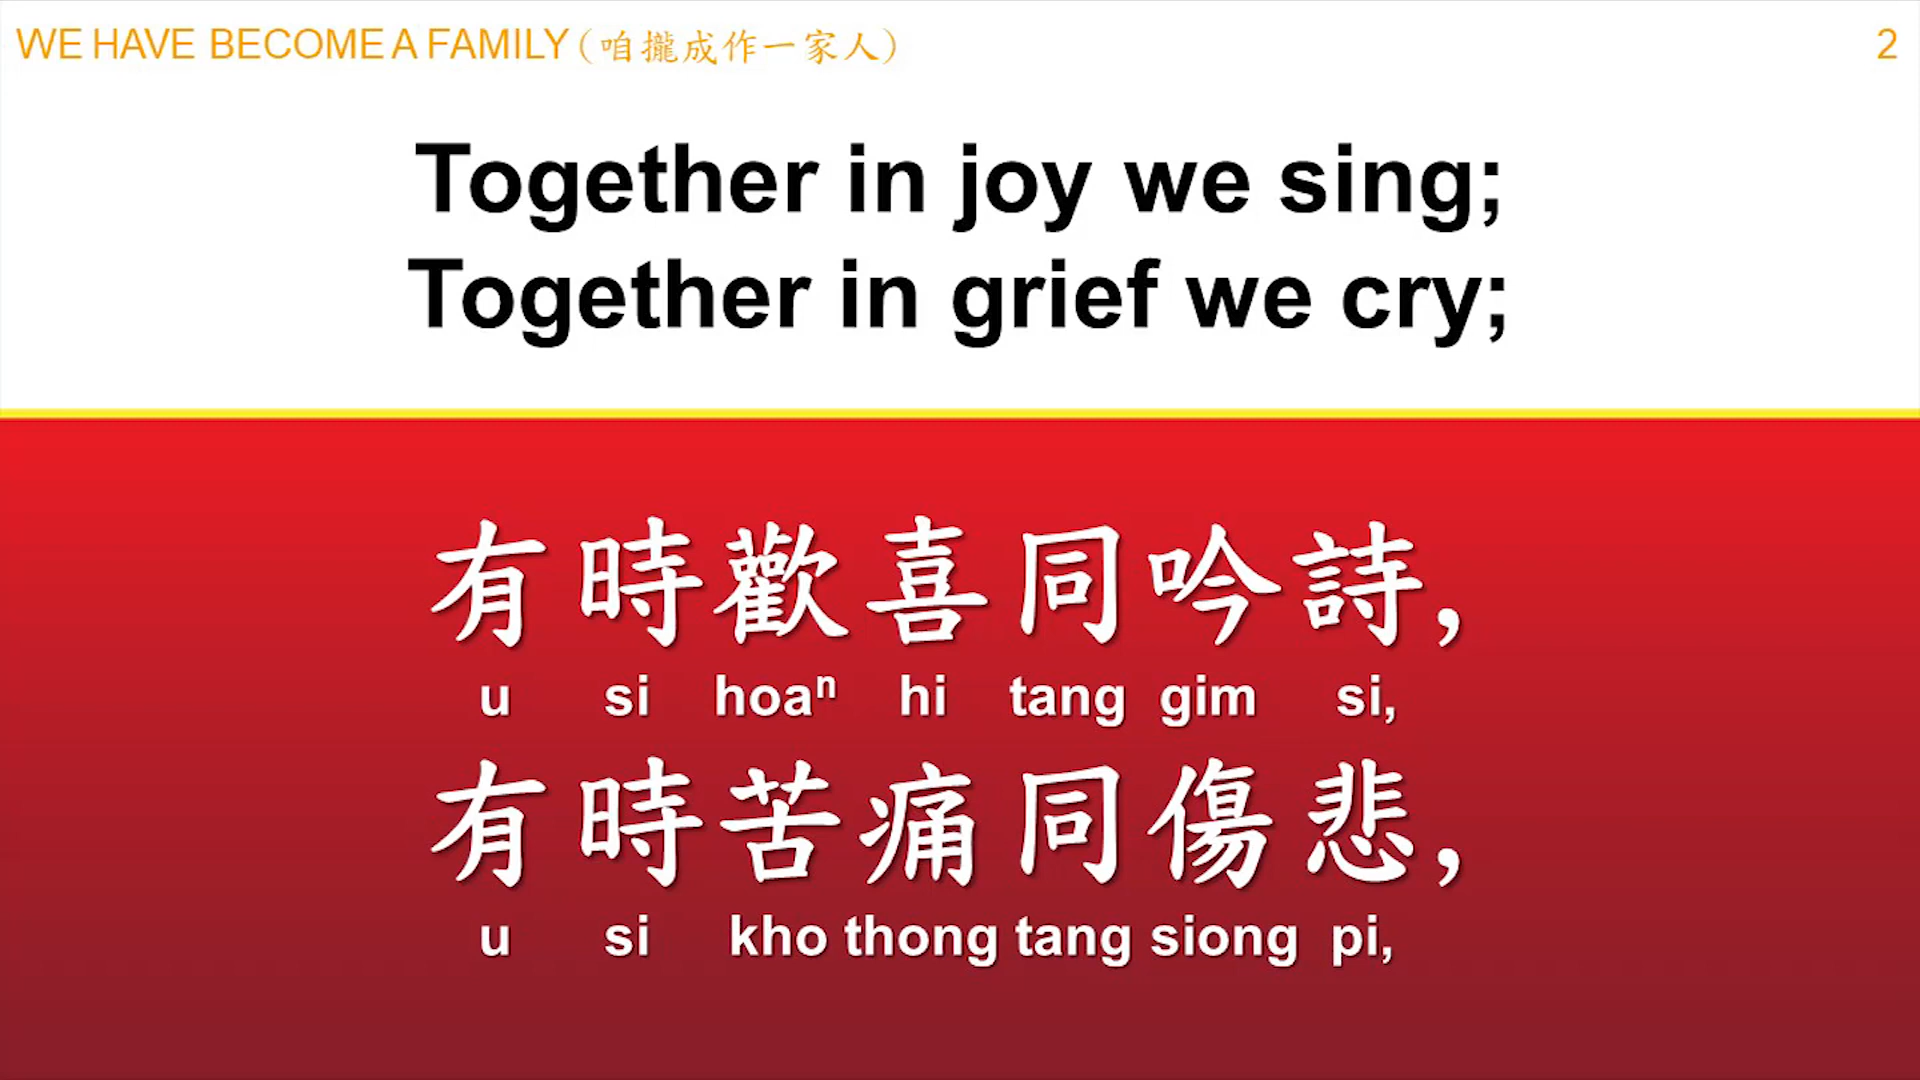 WE HAVE BECOME A FAMILY（咱攏成作一家人）
2
Together in joy we sing;
Together in grief we cry;
有時歡喜同吟詩,
u si hoaⁿ hi tang gim si,
有時苦痛同傷悲,
u si kho thong tang siong pi,